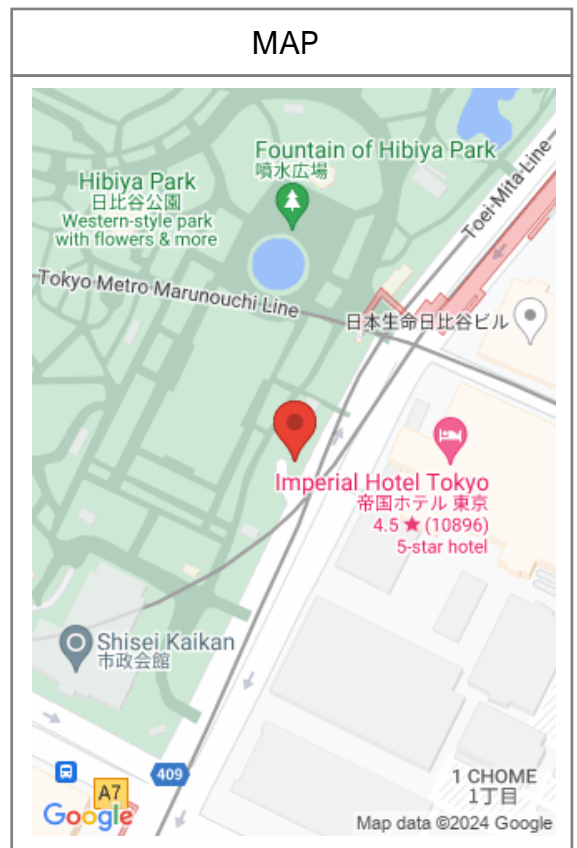 MAP
Fountain of Hibiya Park
噴水広場
Hibiya Park
日比谷公園
Western-style park
with flowers & more
Toei-Mita-Line
Tokyo Metro Marunouchi Line
日本生命日比谷ビル
Imperial Hotel Tokyo
帝国ホテル 東京
4.5 ★ (10896)
5-star hotel
Shisei Kaikan
市政会館
409
A7
1 CHOME
1丁目
Google
Map data ©2024 Google